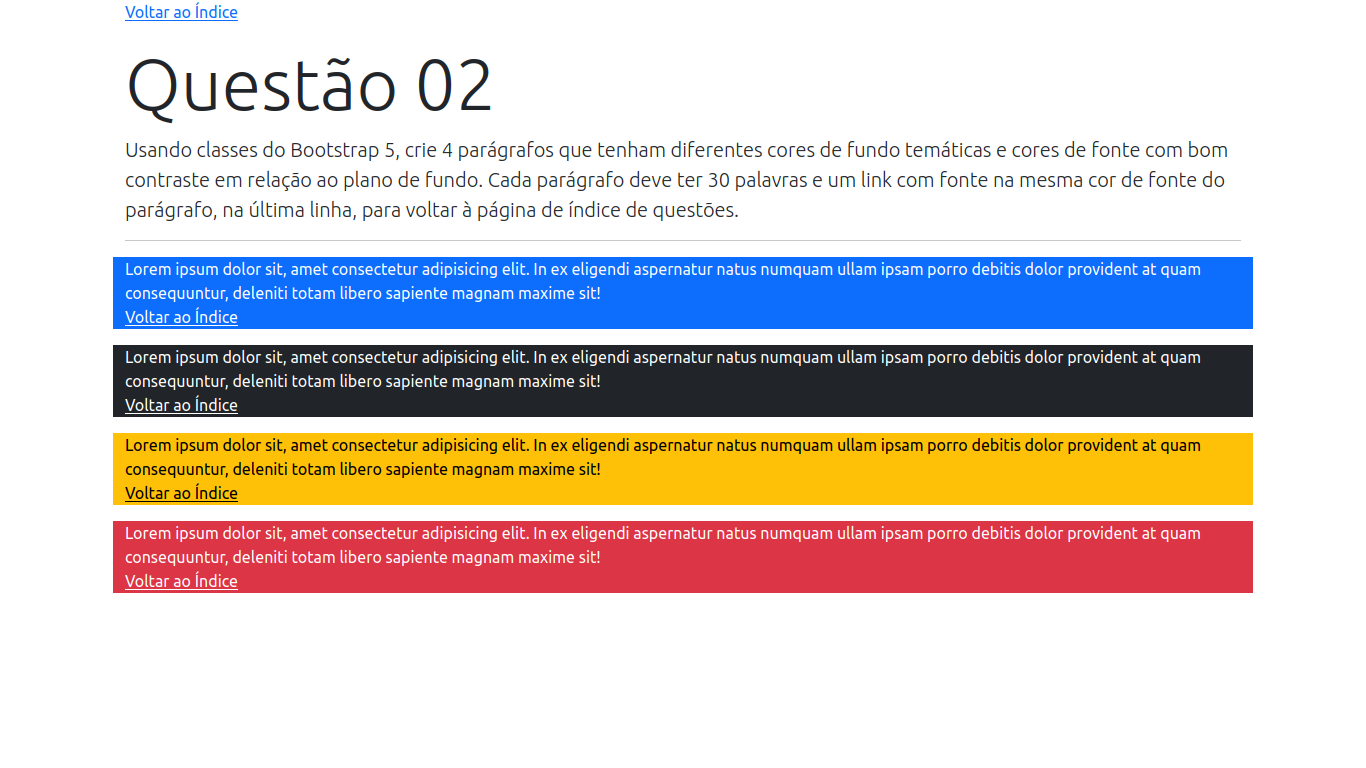 Voltar ao Índice
Questão 02
Usando classes do Bootstrap 5, crie 4 parágrafos que tenham diferentes cores de fundo temáticas e cores de fonte com bom
contraste em relação ao plano de fundo. Cada parágrafo deve ter 30 palavras e um link com fonte na mesma cor de fonte do
parágrafo, na última linha, para voltar à página de índice de questões.
Lorem ipsum dolor sit, amet consectetur adipisicing elit. In ex eligendi aspernatur natus numquam ullam ipsam porro debitis dolor provident at quam
consequuntur, deleniti totam libero sapiente magnam maxime sit!
Voltar ao Índice
Lorem ipsum dolor sit, amet consectetur adipisicing elit. In ex eligendi aspernatur natus numquam ullam ipsam porro debitis dolor provident at quam
consequuntur, deleniti totam libero sapiente magnam maxime sit!
Voltar ao Índice
Lorem ipsum dolor sit, amet consectetur adipisicing elit. In ex eligendi aspernatur natus numquam ullam ipsam porro debitis dolor provident at quam
consequuntur, deleniti totam libero sapiente magnam maxime sit!
Voltar ao Índice
Lorem ipsum dolor sit, amet consectetur adipisicing elit. In ex eligendi aspernatur natus numquam ullam ipsam porro debitis dolor provident at quam
consequuntur, deleniti totam libero sapiente magnam maxime sit!
Voltar ao Índice